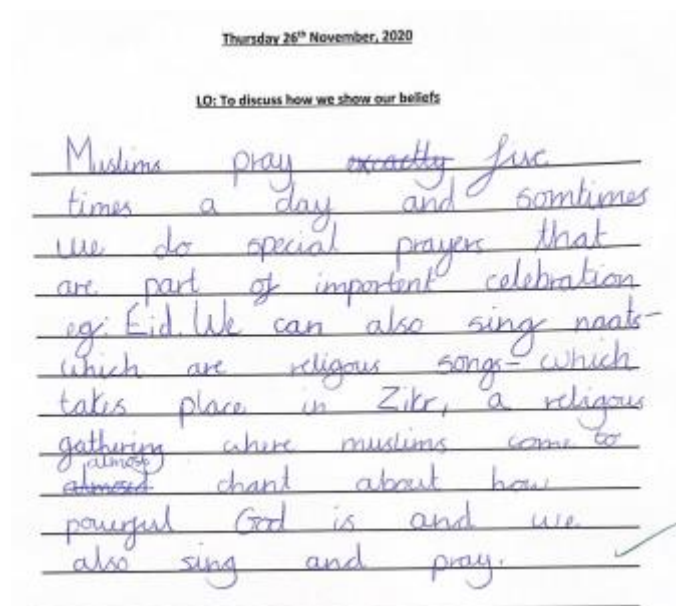 Thursday 26th November, 2020
LO: To discuss how we show our beliefs
Muslims pray exractly five
times a day and somtimes
we do special prayers that
are part of importent celebration
eg: Eid. We can also sing naats-
which are religous songs- which
takes place in Zikr, a religous
gathering where muslims come to
almost
almosed chant about how
powerful God is and we
also sing and pray.